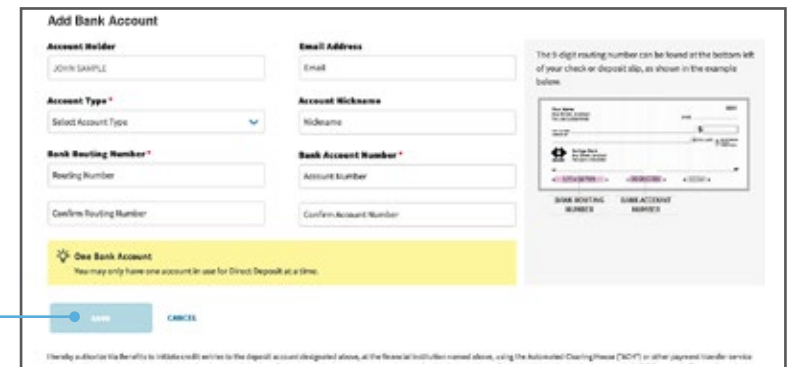 Add Bank Account
Account Holder
Email Address
JOHN SAMPLE
Email
Account Type *
Account Nickname
Select Account Type
Nickname
Bank Routing Number *
Bank Account Number *
Routing Number
Account Number
Confirm Routing Number
Confirm Account Number
One Bank Account
You may only have one account in use for Direct Deposit at a time.
SAVE
CANCEL
The 9-digit routing number can be found at the bottom left
of your check or deposit slip, as shown in the example
below.
$
BANK ROUTING
NUMBER
BANK ACCOUNT
NUMBER
I hereby authorize Via Benefits to initiate credit entries to the deposit account designated above, at the financial institution named above, using the Automated Clearing House ("ACH") or other payment transfer service